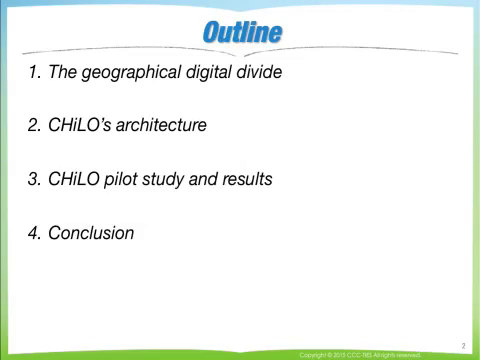 Outline
1. The geographical digital divide
2. CHiLO's architecture
3. CHiLO pilot study and results
4. Conclusion
2
Copyright © 2015 CCC-TIES All rights reserved.